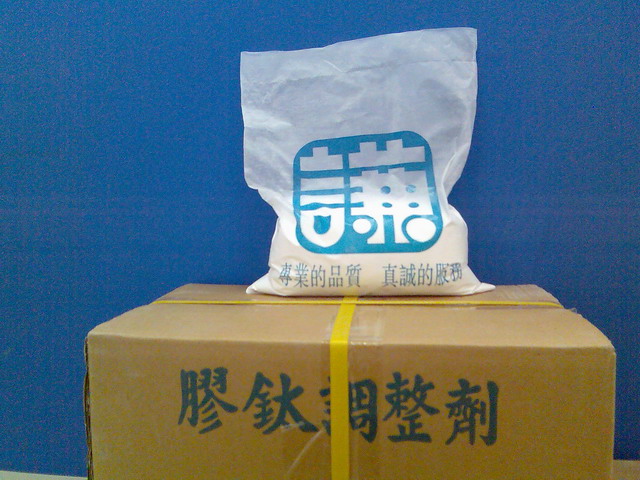 專業的品質 真誠的服務
膠鈦調整劑